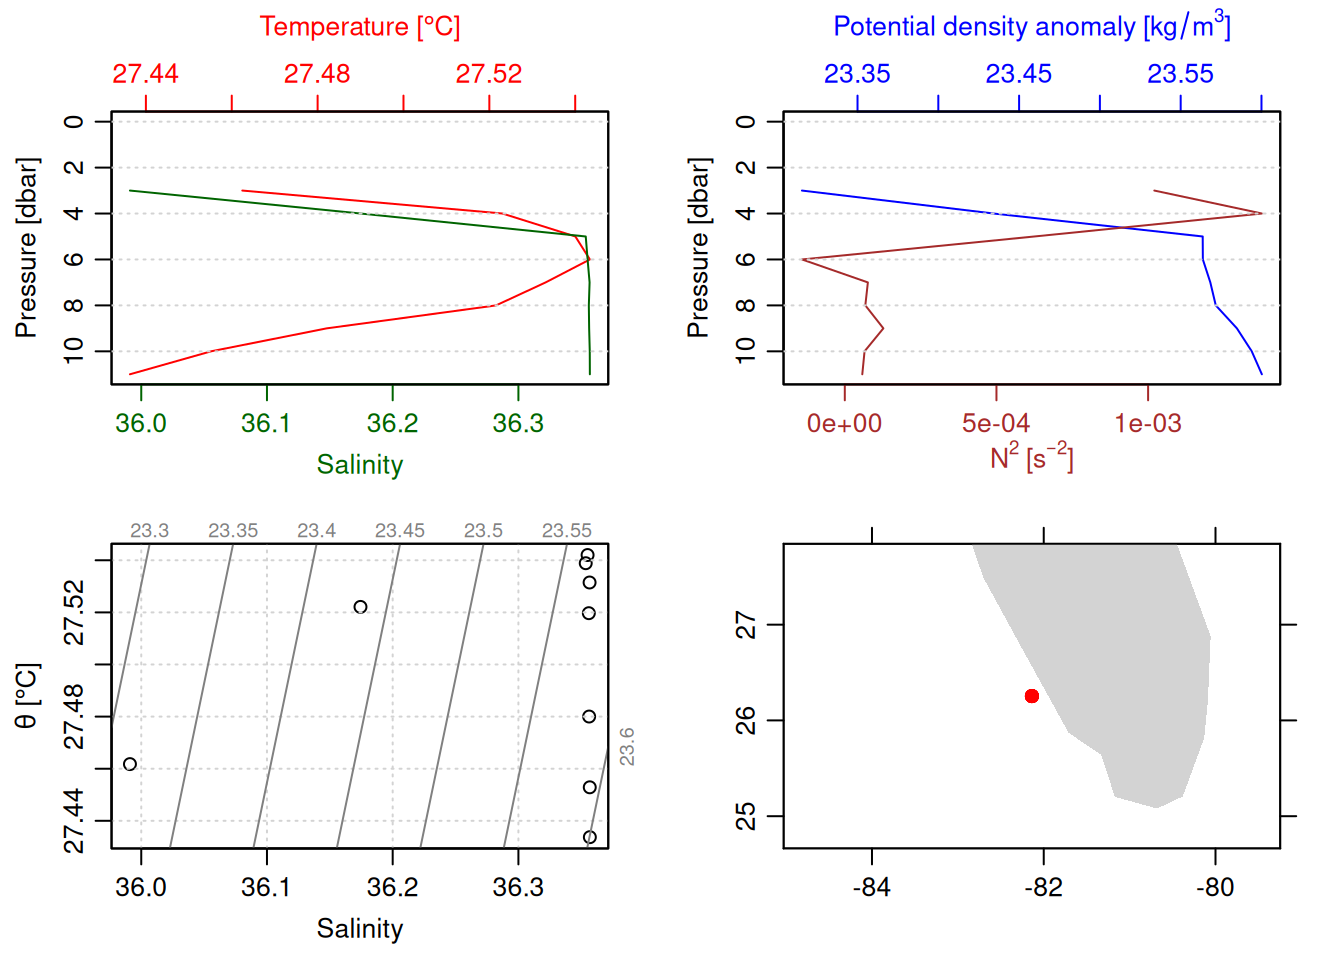 Temperature [°C]
27.44 27.48 27.52
Pressure [dbar]
0 2 4 6 8 10
36.0 36.1 36.2 36.3
Salinity
Potential density anomaly [kg/m³]
23.35 23.45 23.55
Pressure [dbar]
0 2 4 6 8 10
0e+00 5e-04 1e-03
N² [s⁻²]
23.3 23.35 23.4 23.45 23.5 23.55
23.6
θ [°C]
27.44 27.48 27.52
36.0 36.1 36.2 36.3
Salinity
25 26 27
-84 -82 -80